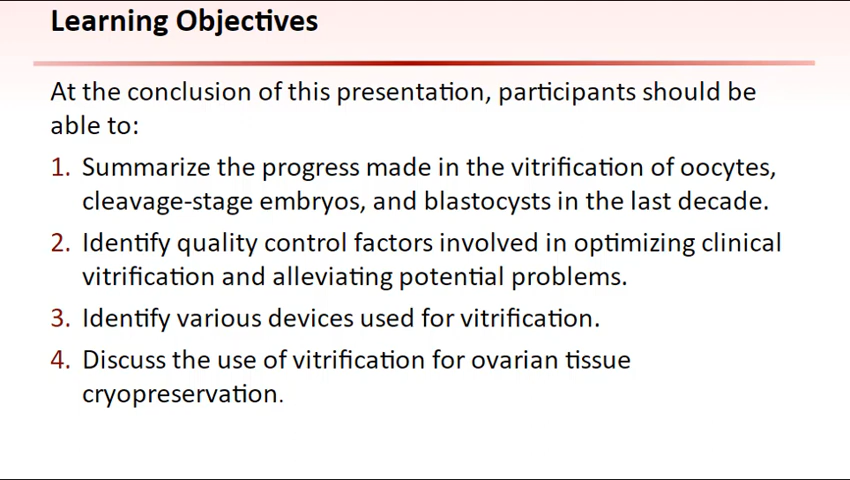 Learning Objectives
At the conclusion of this presentation, participants should be
able to:
1. Summarize the progress made in the vitrification of oocytes,
cleavage-stage embryos, and blastocysts in the last decade.
2. Identify quality control factors involved in optimizing clinical
vitrification and alleviating potential problems.
3. Identify various devices used for vitrification.
4. Discuss the use of vitrification for ovarian tissue
cryopreservation.